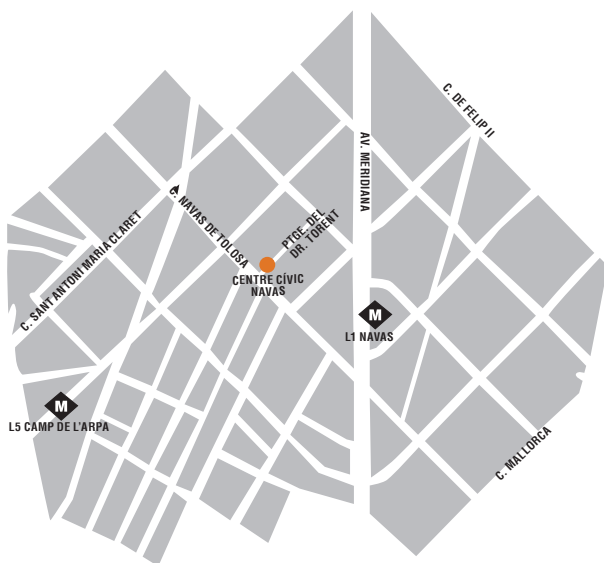 C. DE FELIP II
AV. MERIDIANA
C. NAVAS DE TOLOSA
PTGE. DEL
DR. TORENT
C. SANT ANTONI MARIA CLARET
CENTRE CÍVIC
NAVAS
M
L1 NAVAS
M
L5 CAMP DE L'ARPA
C. MALLORCA